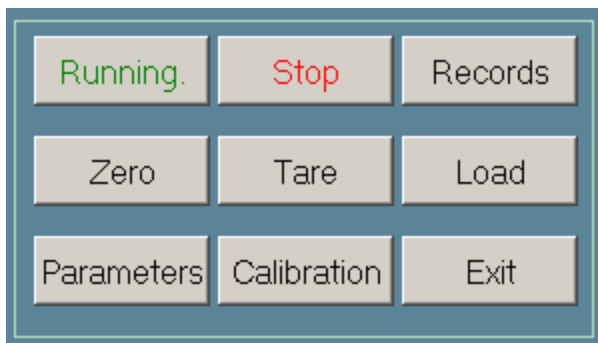 Running.
Stop
Records
Zero
Tare
Load
Parameters
Calibration
Exit